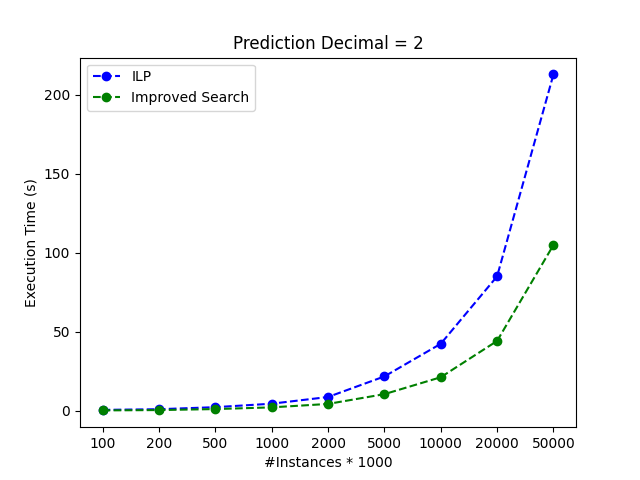 Prediction Decimal = 2
ILP
Improved Search
Execution Time (s)
200
150
100
50
0
100 200 500 1000 2000 5000 10000 20000 50000
#Instances * 1000